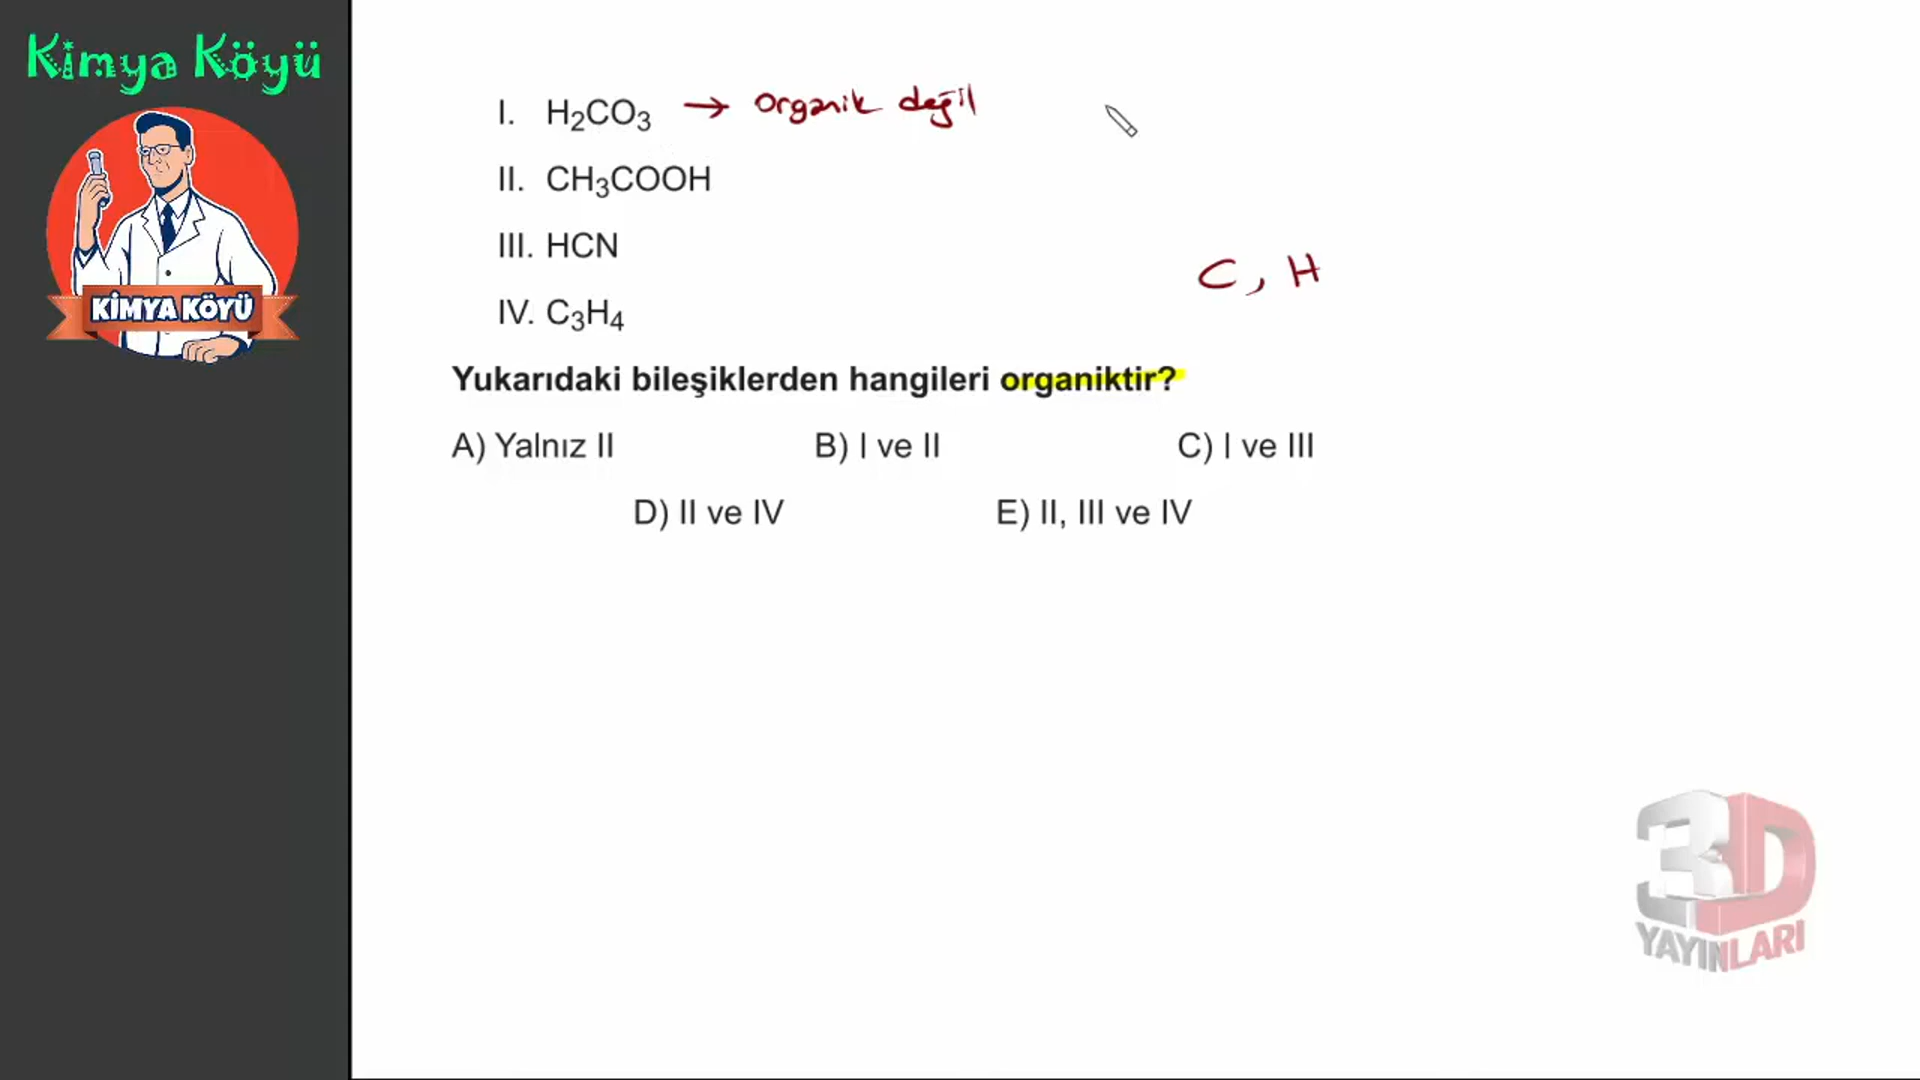 Kimya Köyü
KİMYA KÖYÜ
I. H₂CO₃ → Organik değil
II. CH₃COOH
III. HCN
C, H
IV. C₃H₄
Yukarıdaki bileşiklerden hangileri organiktir?
A) Yalnız II B) I ve II C) I ve III
D) II ve IV E) II, III ve IV
3D
YAYINLARI